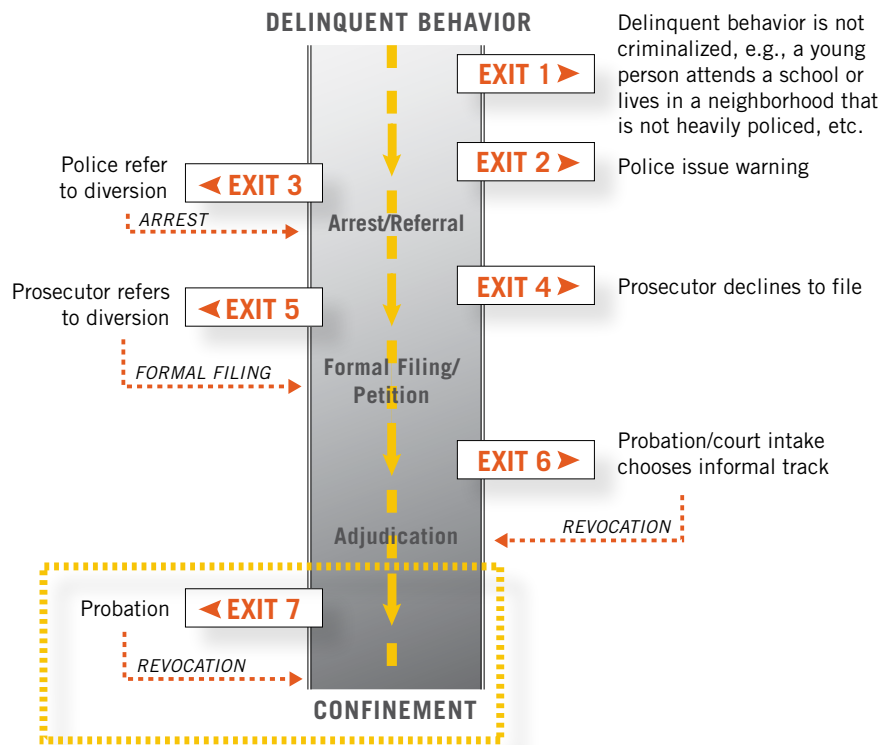 DELINQUENT BEHAVIOR
EXIT 1
Delinquent behavior is not
criminalized, e.g., a young
person attends a school or
lives in a neighborhood that
is not heavily policed, etc.
EXIT 2
Police issue warning
Police refer
to diversion
EXIT 3
ARREST
Arrest/Referral
EXIT 4
Prosecutor declines to file
Prosecutor refers
to diversion
EXIT 5
FORMAL FILING
Formal Filing/
Petition
EXIT 6
Probation/court intake
chooses informal track
REVOCATION
Adjudication
Probation
EXIT 7
REVOCATION
CONFINEMENT